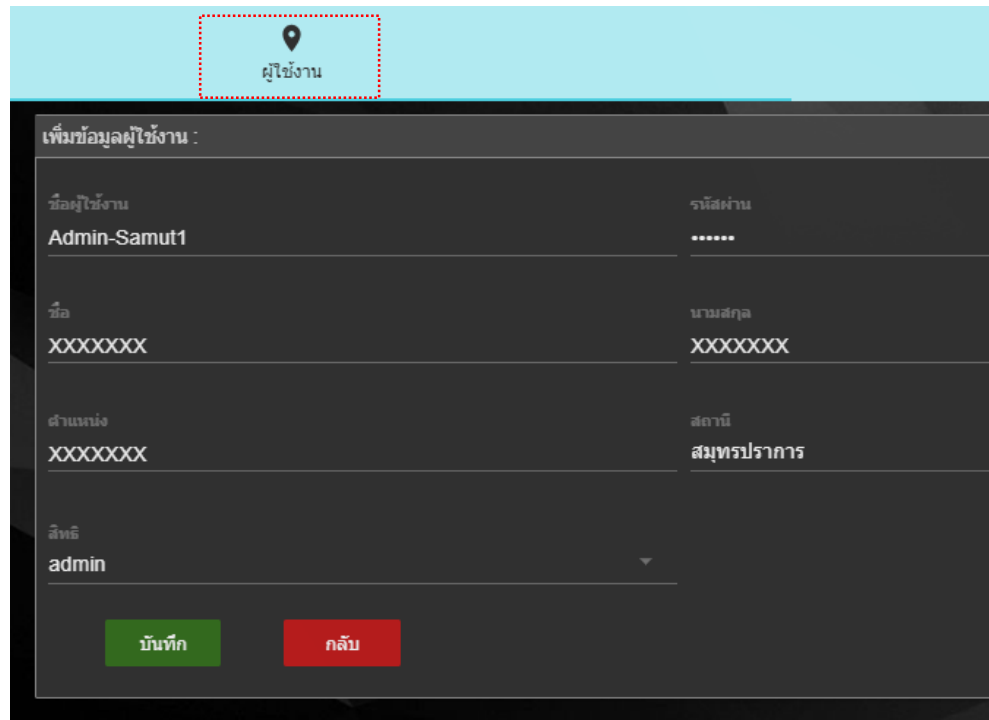 ผู้ใช้งาน
เพิ่มข้อมูลผู้ใช้งาน :
ชื่อผู้ใช้งาน รหัสผ่าน
Admin-Samut1 ••••••
ชื่อ นามสกุล
XXXXXXX XXXXXXX
ตำแหน่ง สถานี
XXXXXXX สมุทรปราการ
สิทธิ
admin
บันทึก กลับ